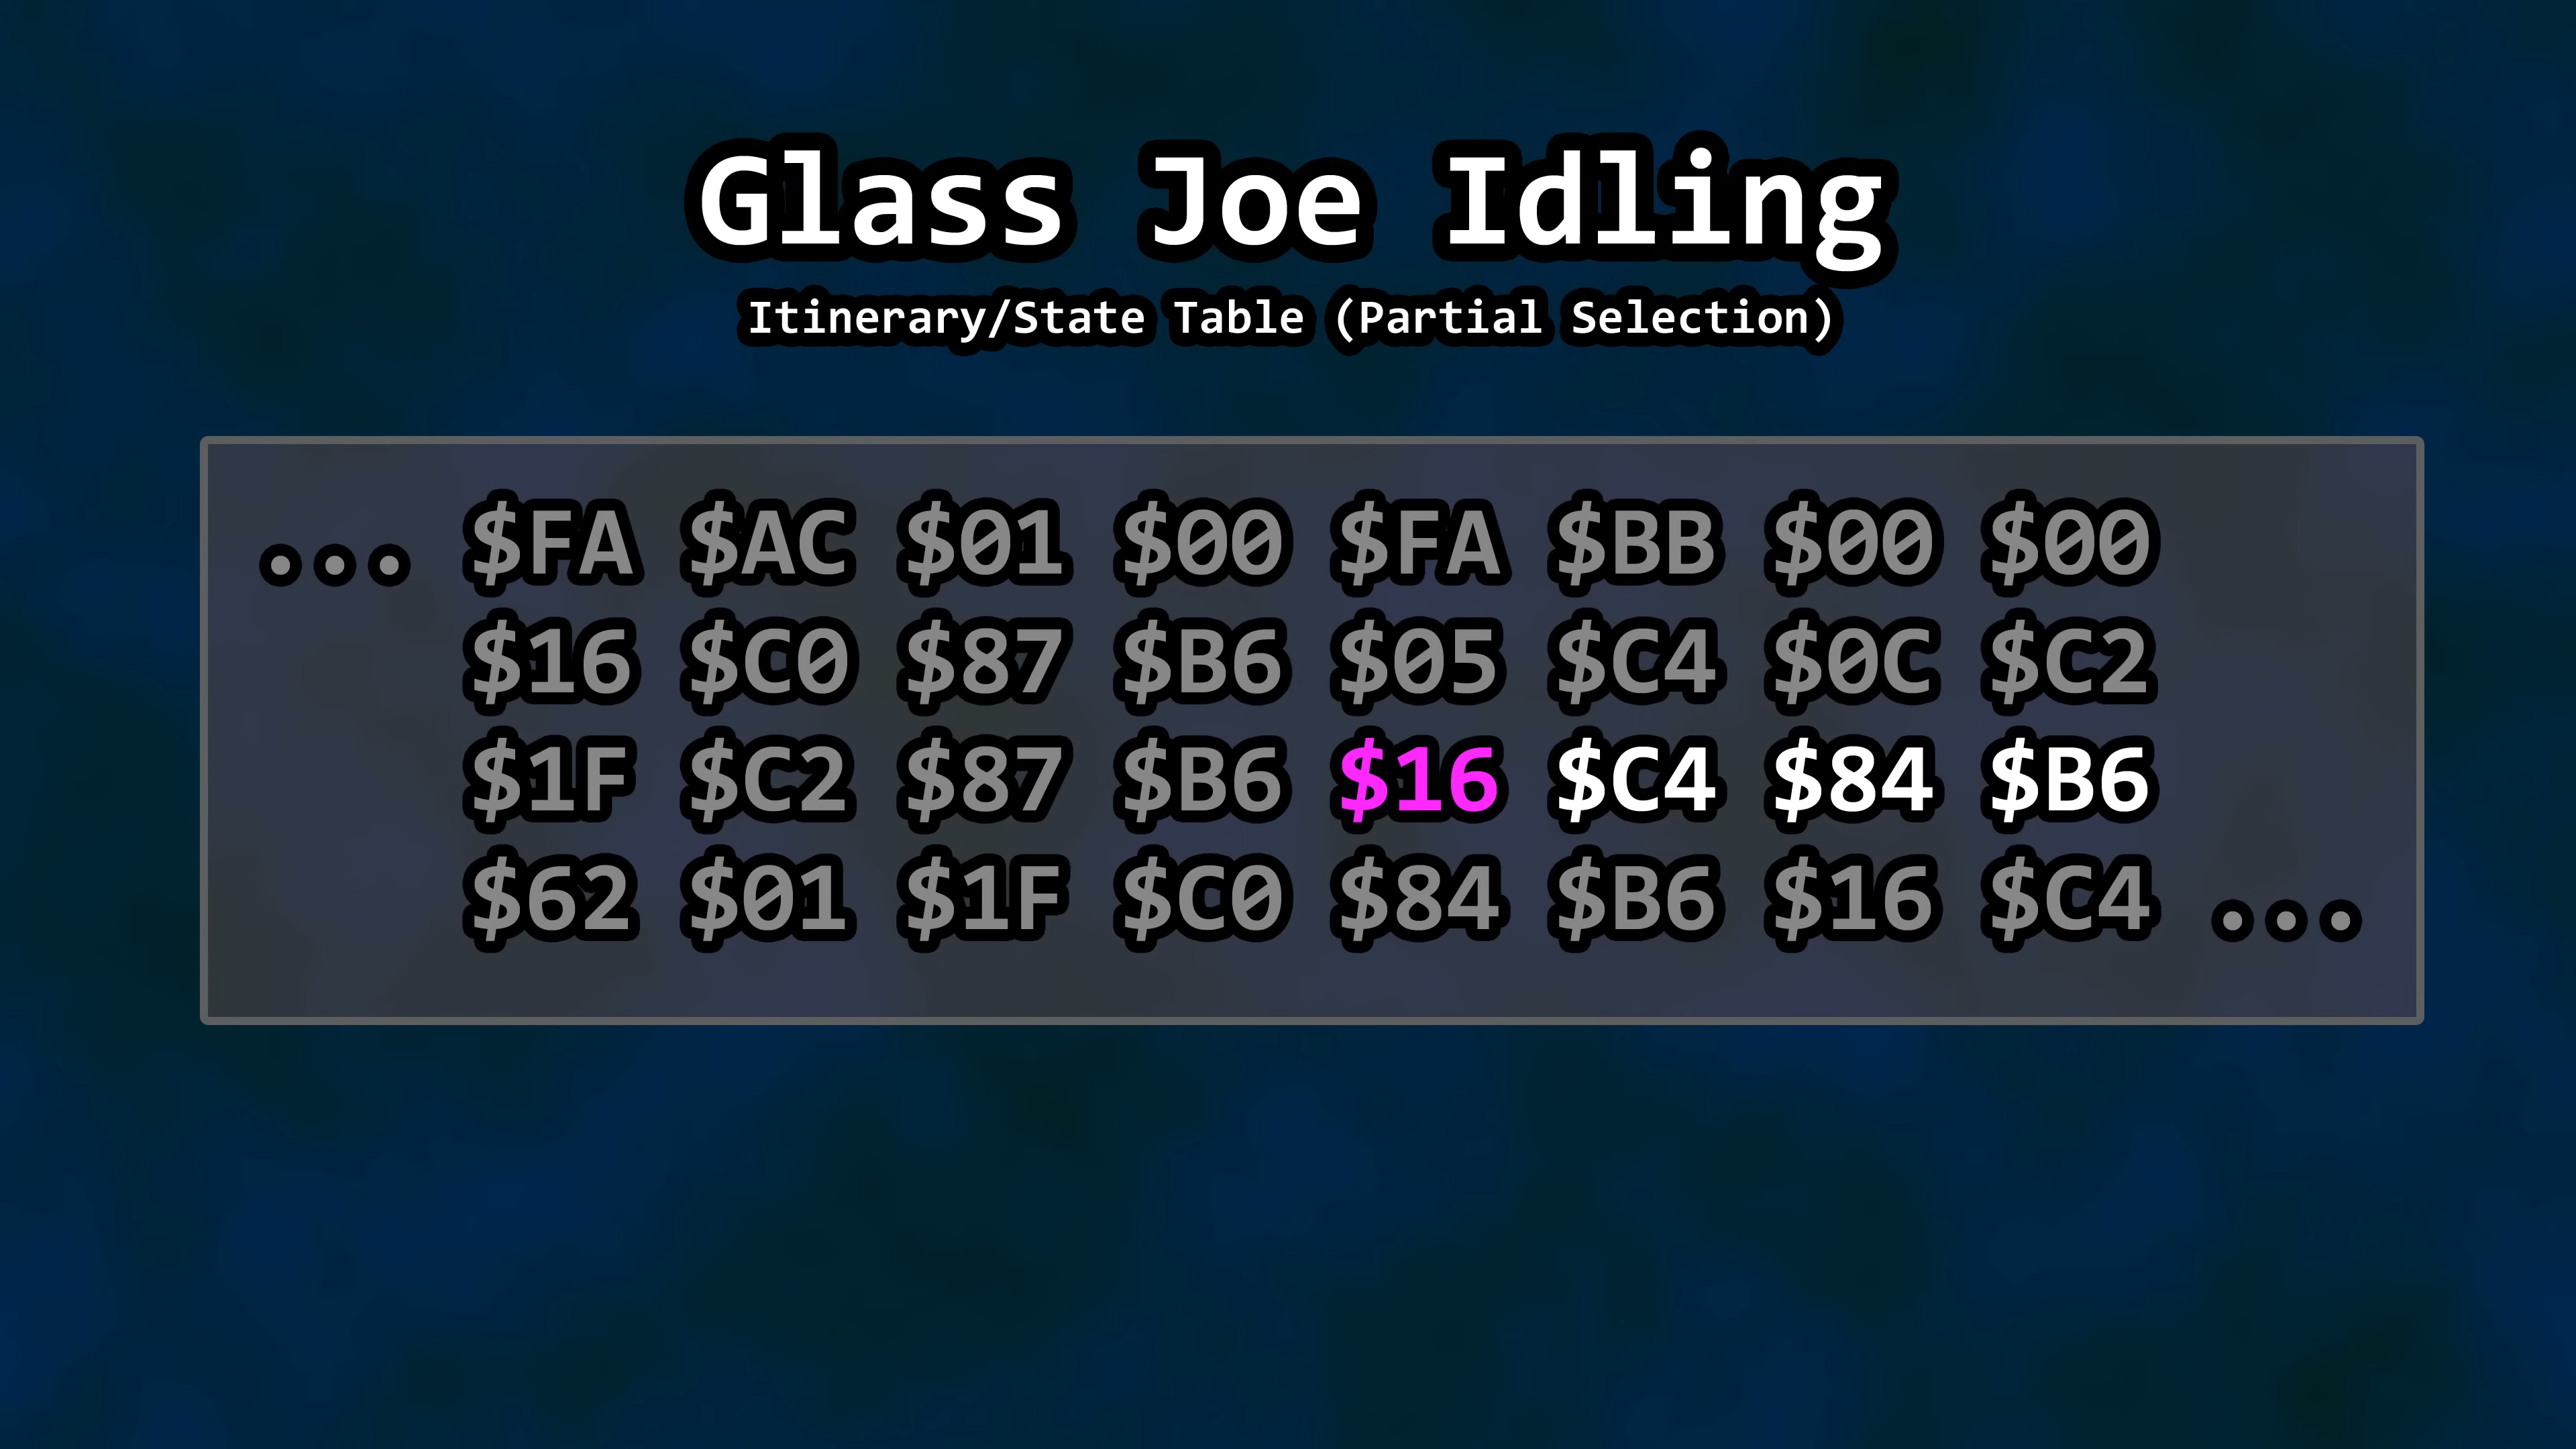 Glass Joe Idling
Itinerary/State Table (Partial Selection)
... $FA $AC $01 $00 $FA $BB $00 $00
$16 $C0 $87 $B6 $05 $C4 $0C $C2
$1F $C2 $87 $B6 $16 $C4 $84 $B6
$62 $01 $1F $C0 $84 $B6 $16 $C4 ...